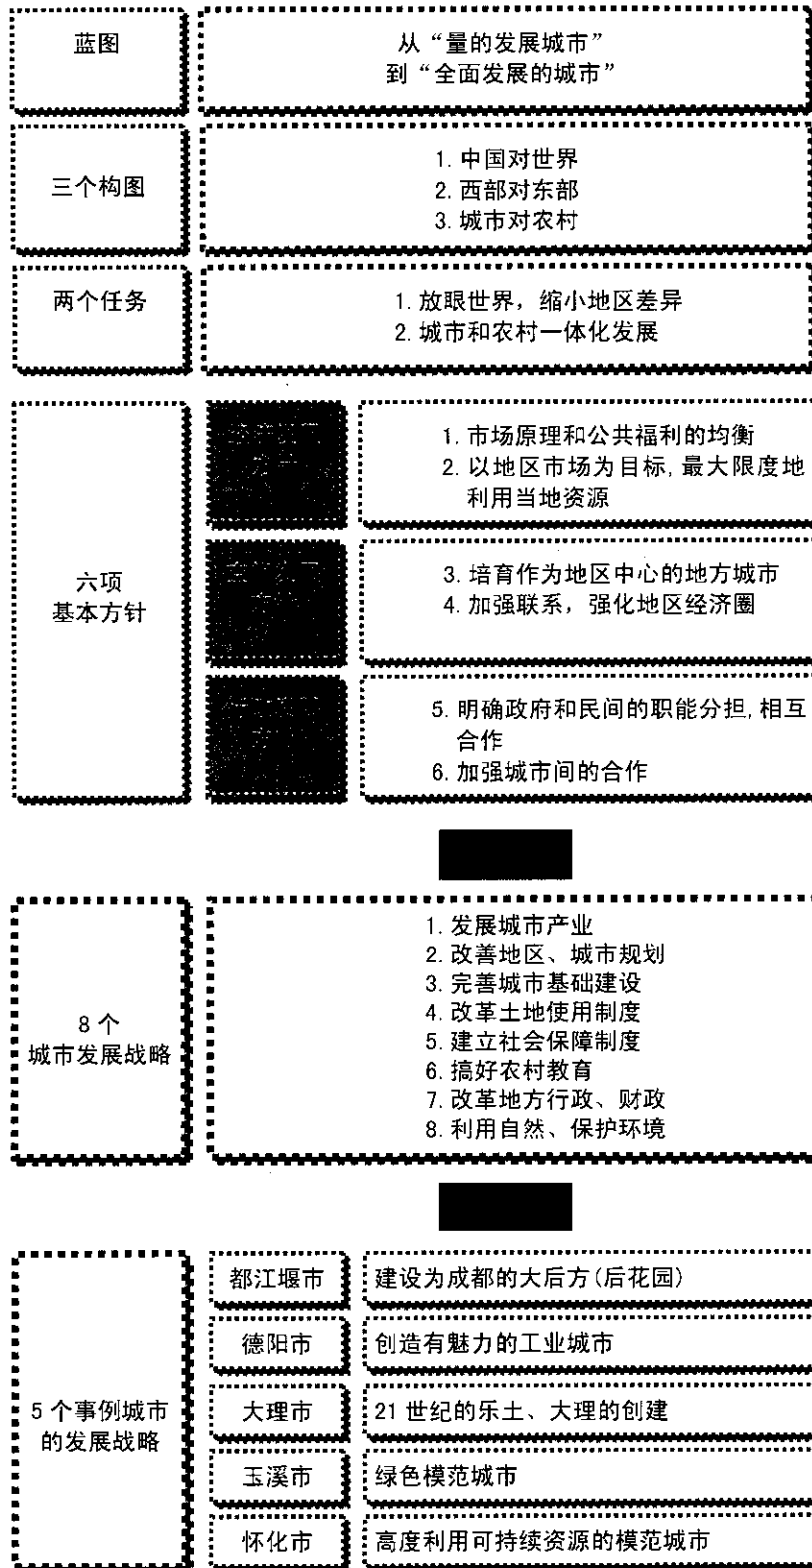 蓝图
从“量的发展城市”
到“全面发展的城市”
三个构图
1. 中国对世界
2. 西部对东部
3. 城市对农村
两个任务
1. 放眼世界，缩小地区差异
2. 城市和农村一体化发展
六项
基本方针
1. 市场原理和公共福利的均衡
2. 以地区市场为目标,最大限度地
利用当地资源
3. 培育作为地区中心的地方城市
4. 加强联系，强化地区经济圈
5. 明确政府和民间的职能分担,相互
合作
6. 加强城市间的合作
8 个
城市发展战略
1. 发展城市产业
2. 改善地区、城市规划
3. 完善城市基础建设
4. 改革土地使用制度
5. 建立社会保障制度
6. 搞好农村教育
7. 改革地方行政、财政
8. 利用自然、保护环境
5 个事例城市
的发展战略
都江堰市
建设为成都的大后方(后花园)
德阳市
创造有魅力的工业城市
大理市
21 世纪的乐土、大理的创建
玉溪市
绿色模范城市
怀化市
高度利用可持续资源的模范城市